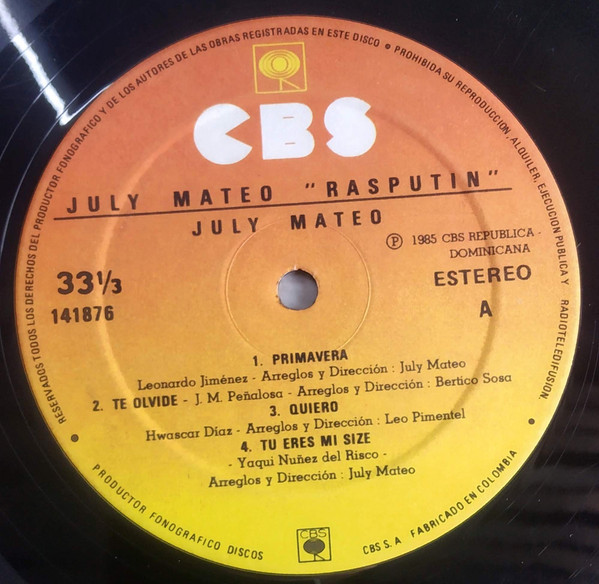 RESERVADOS TODOS LOS DERECHOS DEL PRODUCTOR FONOGRAFICO Y DE LOS AUTORES DE LAS OBRAS REGISTRADAS EN ESTE DISCO • PROHIBIDA SU REPRODUCCION, ALQUILER, EJECUCION PUBLICA Y RADIOTELEDIFUSION.
CBS
JULY MATEO "RASPUTIN"
JULY MATEO
Ⓟ 1985 CBS REPUBLICA -
DOMINICANA
33⅓
ESTEREO
141876
A
1. PRIMAVERA
Leonardo Jiménez - Arreglos y Dirección : July Mateo
2. TE OLVIDE - J. M. Peñalosa - Arreglos y Dirección : Bertico Sosa
3. QUIERO
Hwascar Díaz - Arreglos y Dirección : Leo Pimentel
4. TU ERES MI SIZE
- Yaqui Nuñez del Risco -
Arreglos y Dirección : July Mateo
CBS
• PRODUCTOR FONOGRAFICO DISCOS
CBS S. A. FABRICADO EN COLOMBIA •